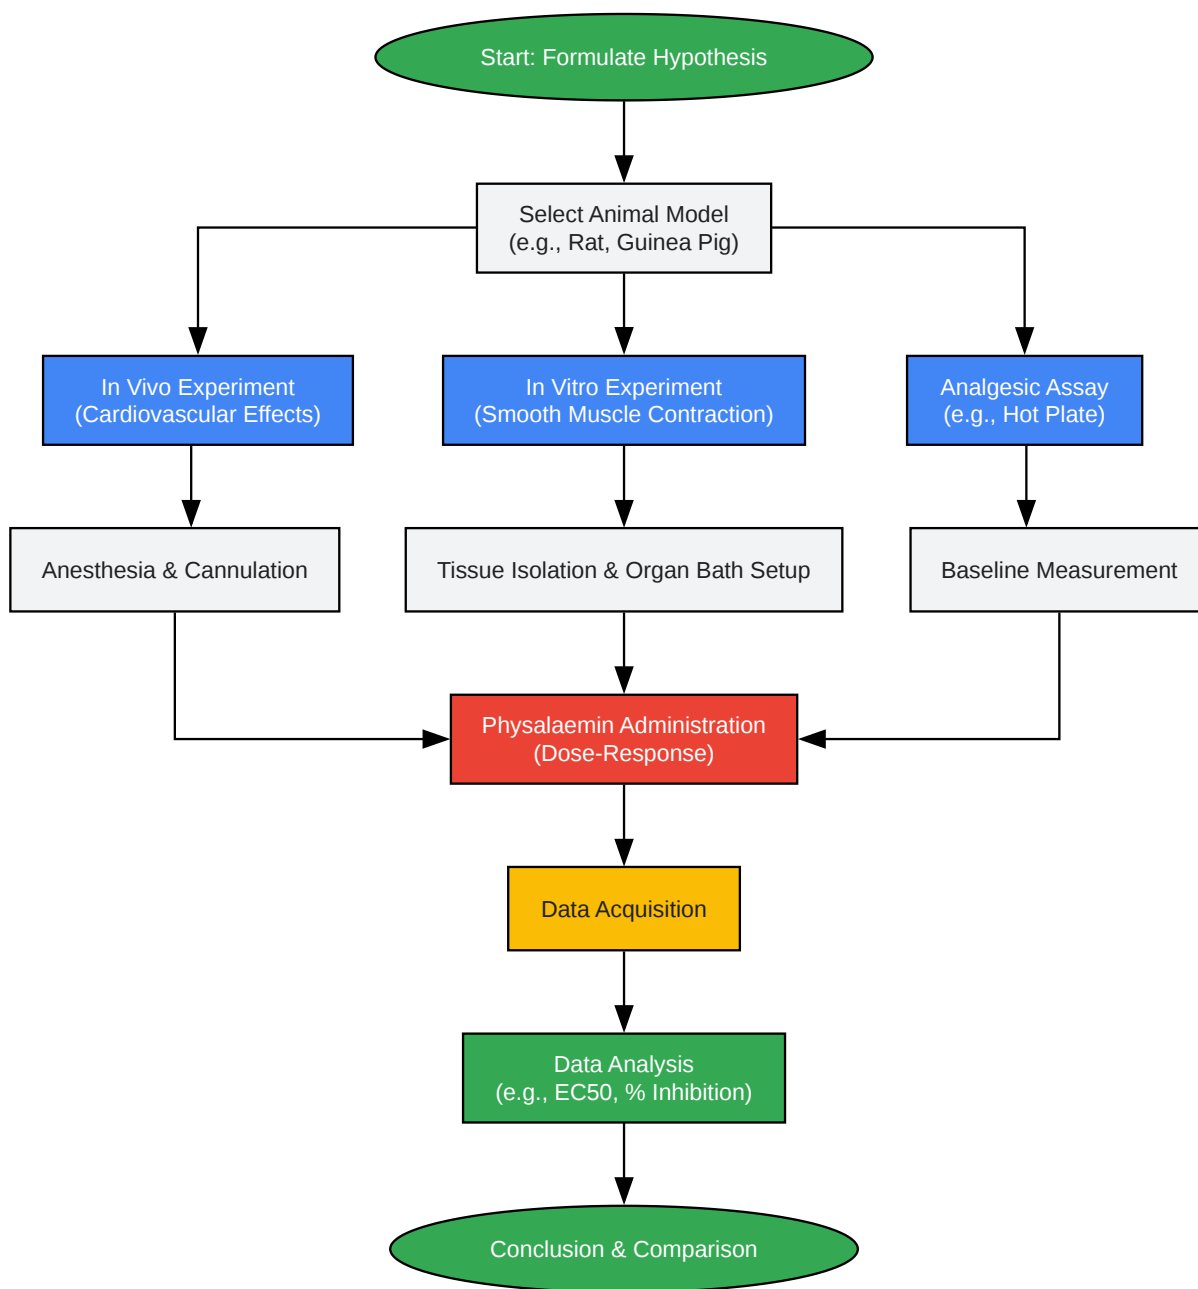 Start: Formulate Hypothesis
Select Animal Model
(e.g., Rat, Guinea Pig)
In Vivo Experiment
(Cardiovascular Effects)
In Vitro Experiment
(Smooth Muscle Contraction)
Analgesic Assay
(e.g., Hot Plate)
Anesthesia & Cannulation
Tissue Isolation & Organ Bath Setup
Baseline Measurement
Physalaemin Administration
(Dose-Response)
Data Acquisition
Data Analysis
(e.g., EC50, % Inhibition)
Conclusion & Comparison